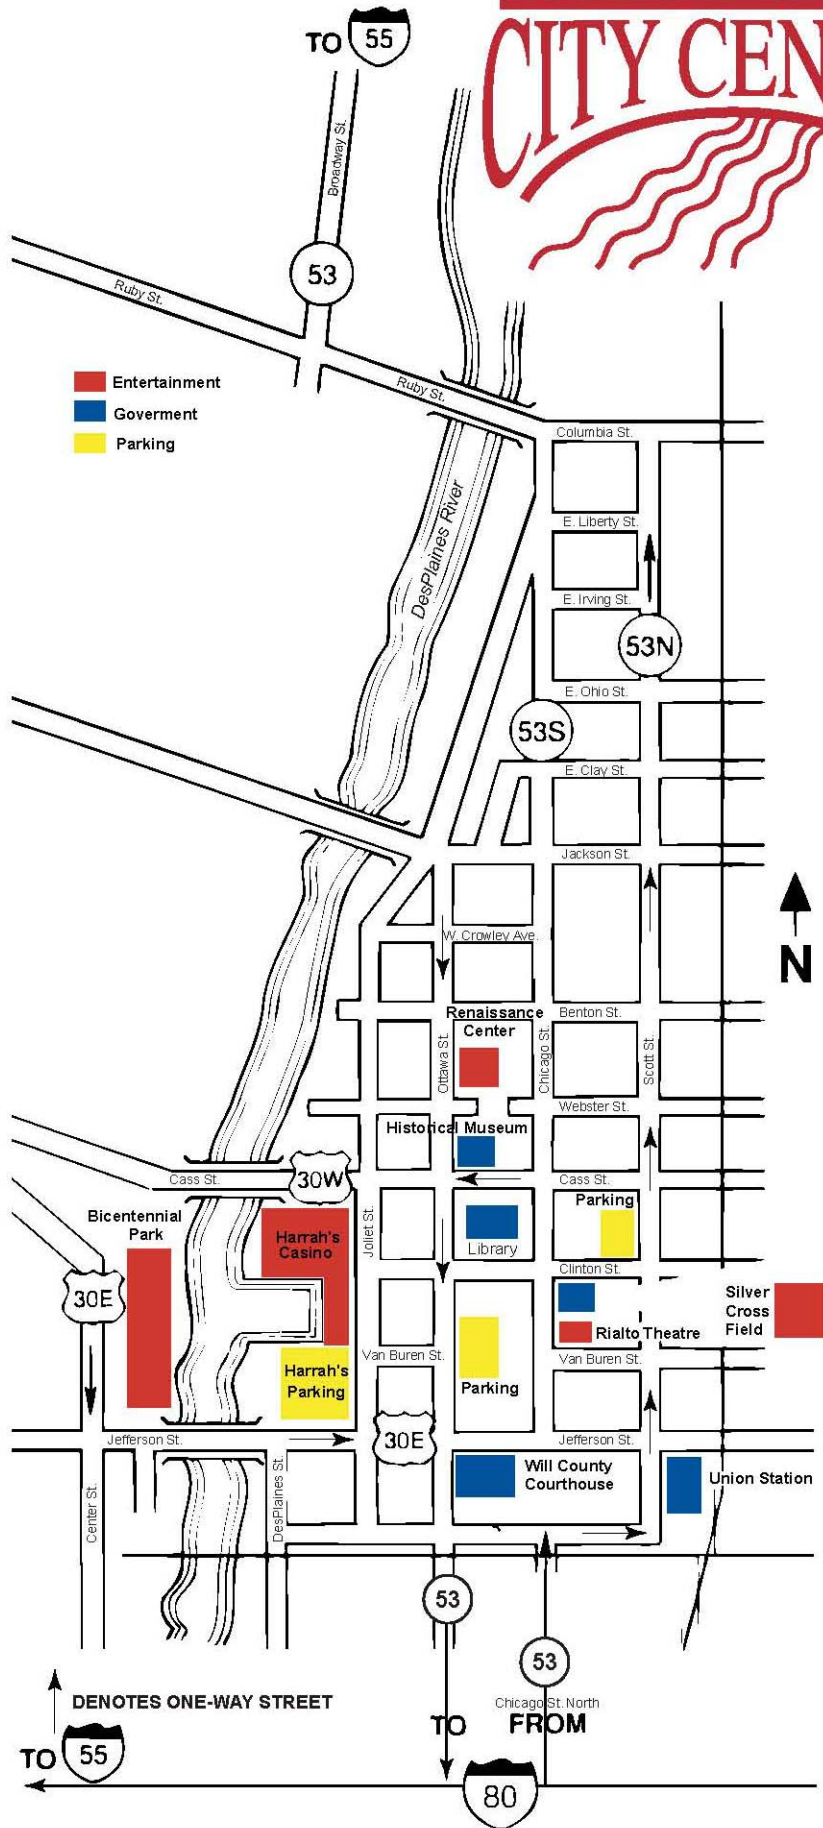 TO 55
CITY CEN
Broadway St.
53
Ruby St.
Entertainment
Goverment
Parking
Ruby St.
Columbia St.
DesPlaines River
E. Liberty St.
E. Irving St.
53N
E. Ohio St.
53S
E. Clay St.
Jackson St.
W. Crowley Ave.
N
Renaissance
Center
Benton St.
Ottawa St.
Chicago St.
Scott St.
Webster St.
Historical Museum
30W
Cass St.
Cass St.
Bicentennial
Park
Harrah's
Casino
Joliet St.
Parking
Library
Clinton St.
30E
Silver
Cross
Field
Rialto Theatre
Van Buren St.
Van Buren St.
Harrah's
Parking
Parking
Jefferson St.
30E
Jefferson St.
Center St.
DesPlaines St.
Will County
Courthouse
Union Station
53
53
DENOTES ONE-WAY STREET
Chicago St. North
TO
FROM
TO 55
80